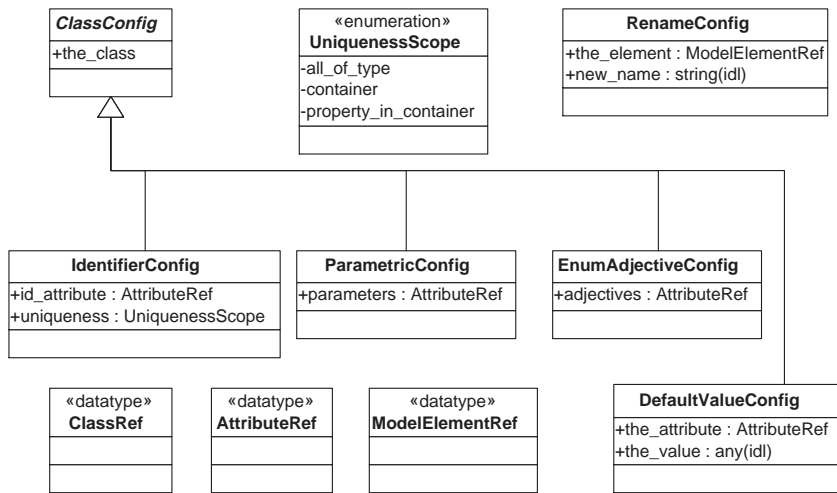 ClassConfig
+the_class
«enumeration»
UniquenessScope
-all_of_type
-container
-property_in_container
RenameConfig
+the_element : ModelElementRef
+new_name : string(idl)
IdentifierConfig
+id_attribute : AttributeRef
+uniqueness : UniquenessScope
ParametricConfig
+parameters : AttributeRef
EnumAdjectiveConfig
+adjectives : AttributeRef
«datatype»
ClassRef
«datatype»
AttributeRef
«datatype»
ModelElementRef
DefaultValueConfig
+the_attribute : AttributeRef
+the_value : any(idl)